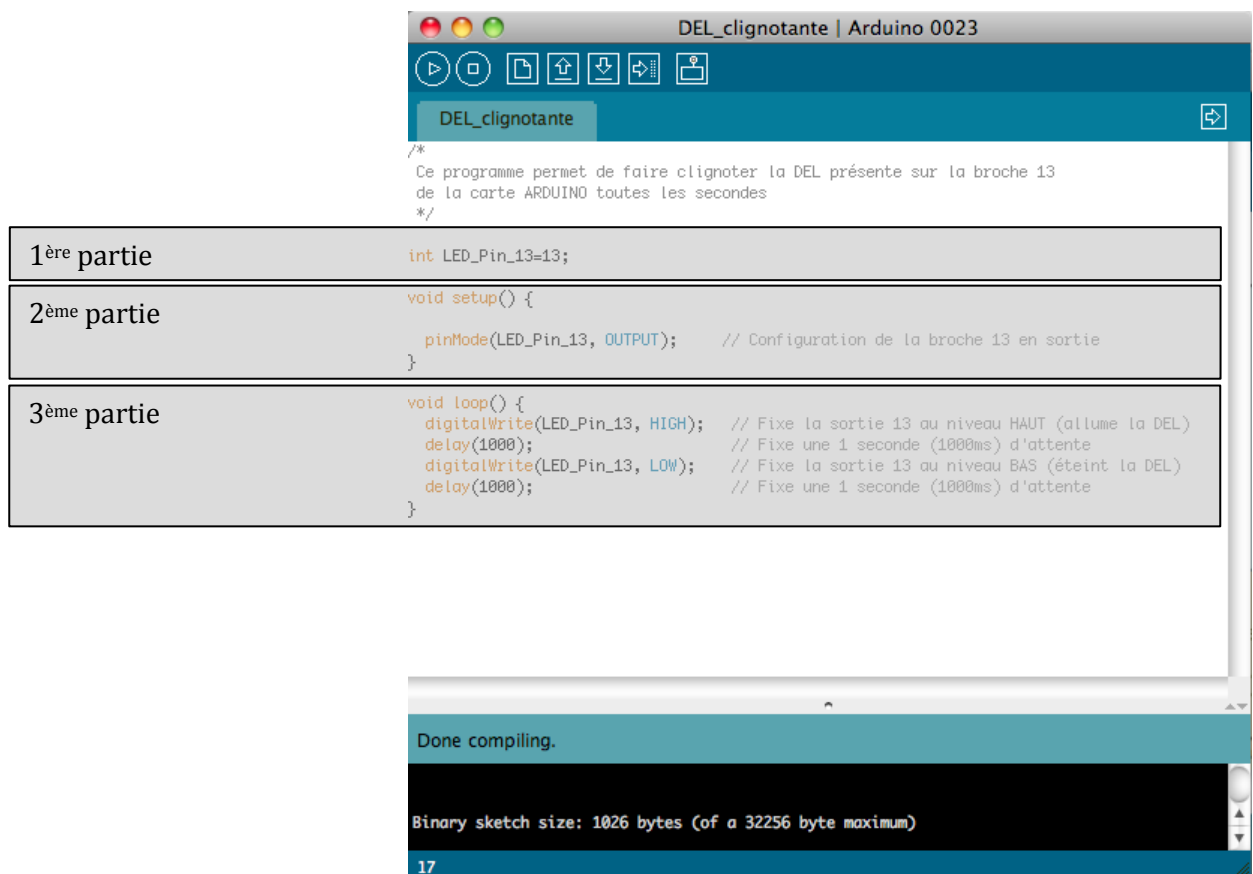 DEL_clignotante | Arduino 0023
DEL_clignotante
/*
Ce programme permet de faire clignoter la DEL présente sur la broche 13
de la carte ARDUINO toutes les secondes
*/
1ère partie
int LED_Pin_13=13;
2ème partie
void setup() {
pinMode(LED_Pin_13, OUTPUT); // Configuration de la broche 13 en sortie
}
3ème partie
void loop() {
digitalWrite(LED_Pin_13, HIGH); // Fixe la sortie 13 au niveau HAUT (allume la DEL)
delay(1000); // Fixe une 1 seconde (1000ms) d'attente
digitalWrite(LED_Pin_13, LOW); // Fixe la sortie 13 au niveau BAS (éteint la DEL)
delay(1000); // Fixe une 1 seconde (1000ms) d'attente
}
Done compiling.
Binary sketch size: 1026 bytes (of a 32256 byte maximum)
17